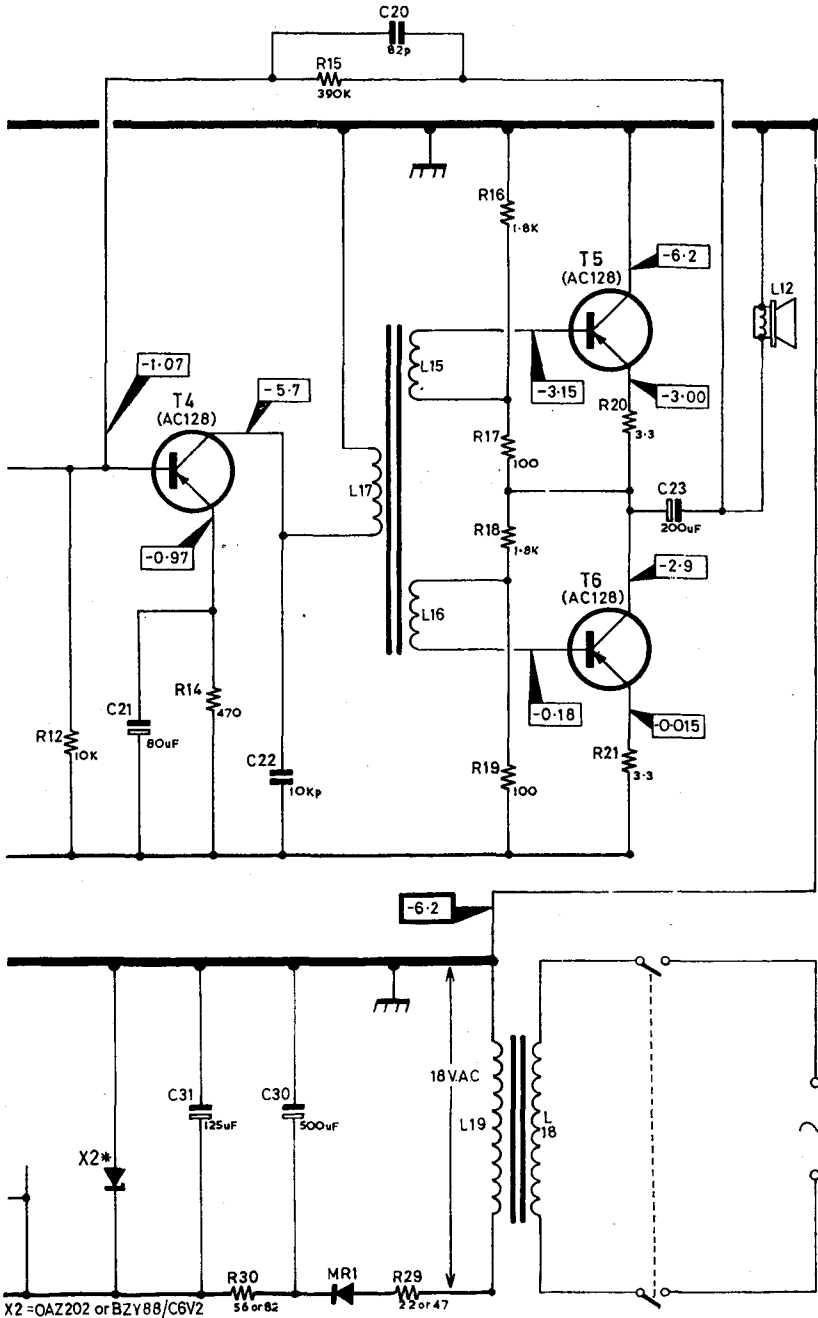 C20
82p
R15
390K
R16
1·8K
T5
(AC128)
-6·2
L12
-1·07
-5·7
T4
(AC128)
L15
-3·15
-3·00
R20
3·3
R17
100
L17
C23
200uF
R18
1·8K
-0·97
-2·9
T6
(AC128)
L16
R14
470
C21
80uF
R12
10K
-0·18
-0·015
C22
10Kp
R19
100
R21
3·3
-6·2
18V.A.C
C31
125uF
C30
500uF
L19
L
18
X2*
R30
56 or 82
MR1
R29
22 or 47
X2 = OAZ202 or BZY88/C6V2